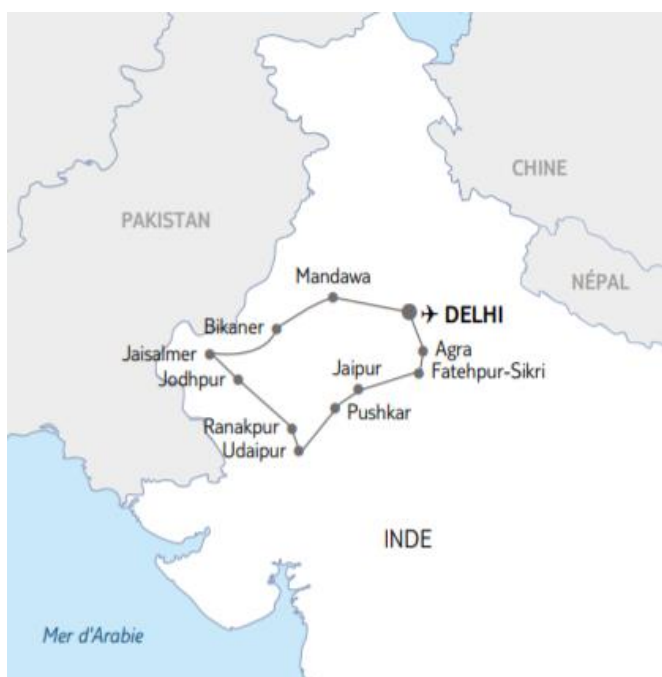 CHINE
PAKISTAN
NÉPAL
Mandawa
DELHI
Bikaner
Jaisalmer
Agra
Jaipur
Fatehpur-Sikri
Jodhpur
Pushkar
Ranakpur
Udaipur
INDE
Mer d'Arabie